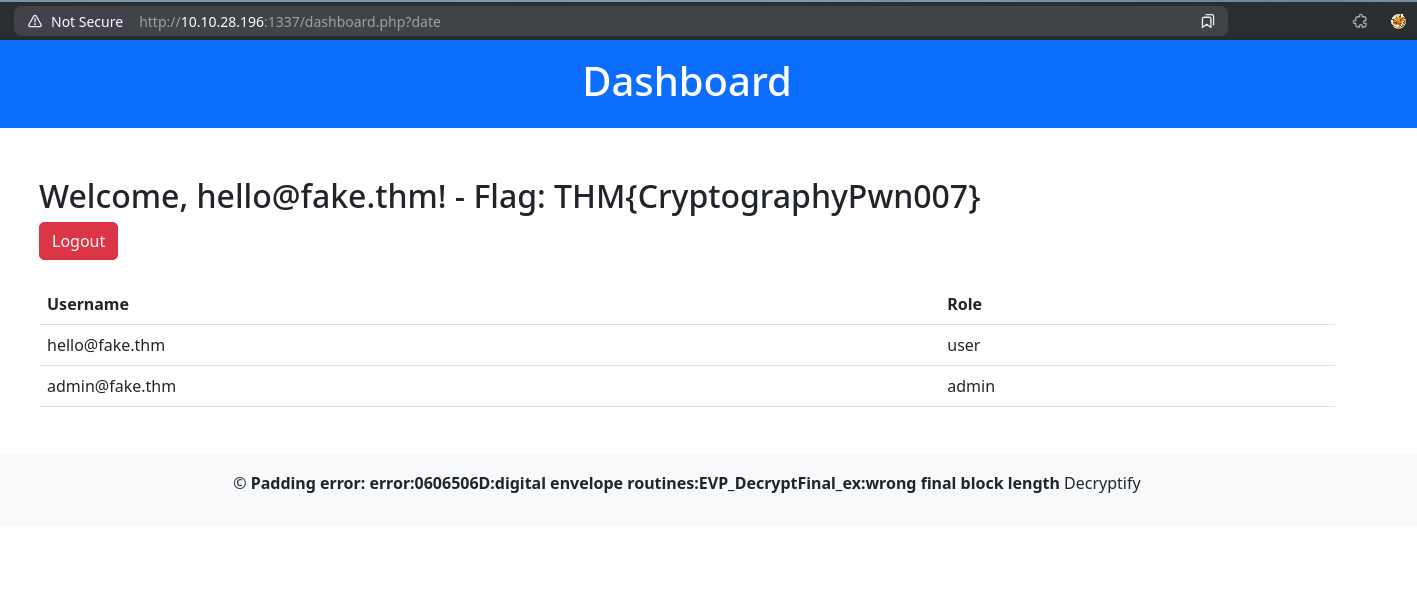 Not Secure http://10.10.28.196:1337/dashboard.php?date
Dashboard
Welcome, hello@fake.thm! - Flag: THM{CryptographyPwn007}
Logout
Username Role
hello@fake.thm user
admin@fake.thm admin
© Padding error: error:0606506D:digital envelope routines:EVP_DecryptFinal_ex:wrong final block length Decryptify